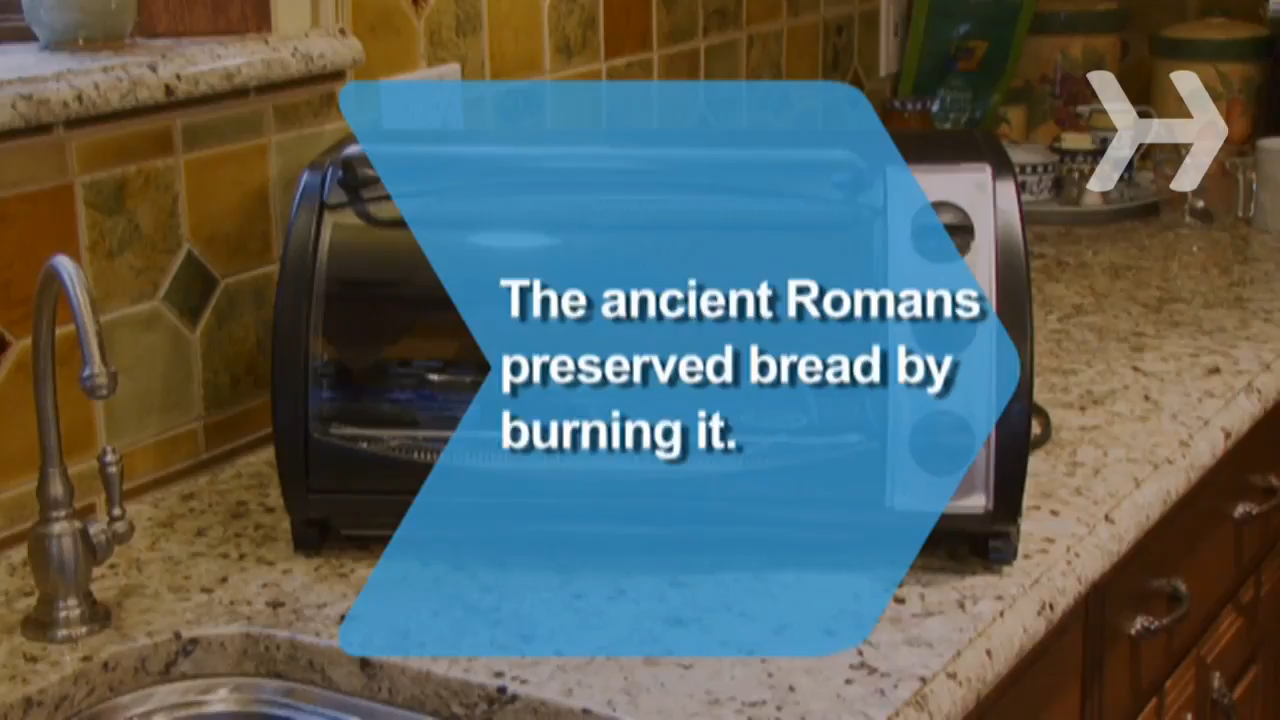 The ancient Romans
preserved bread by
burning it.